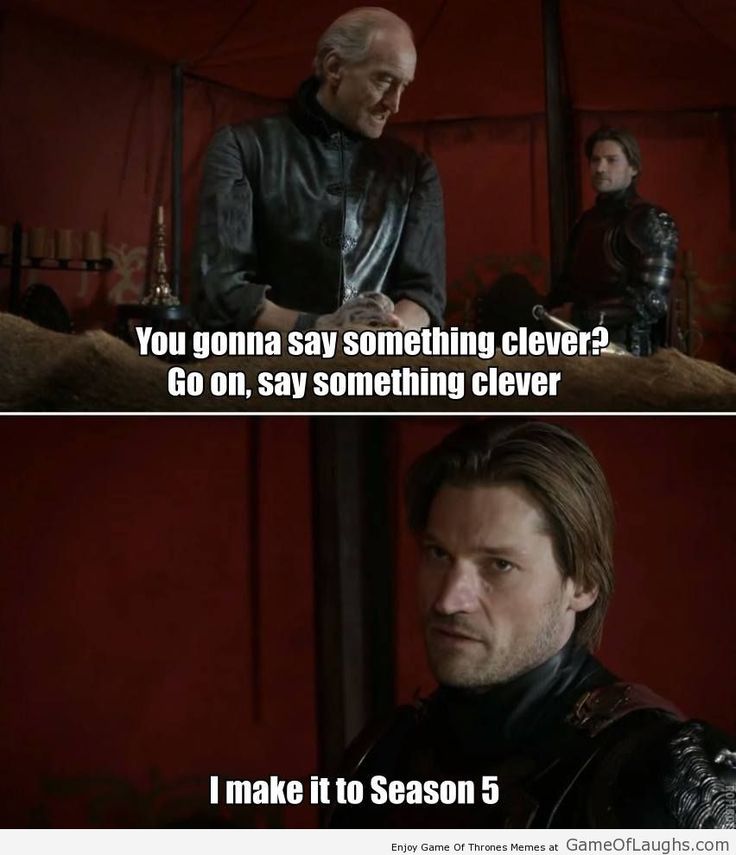 You gonna say something clever?
Go on, say something clever
I make it to Season 5
Enjoy Game Of Thrones Memes at GameOfLaughs.com